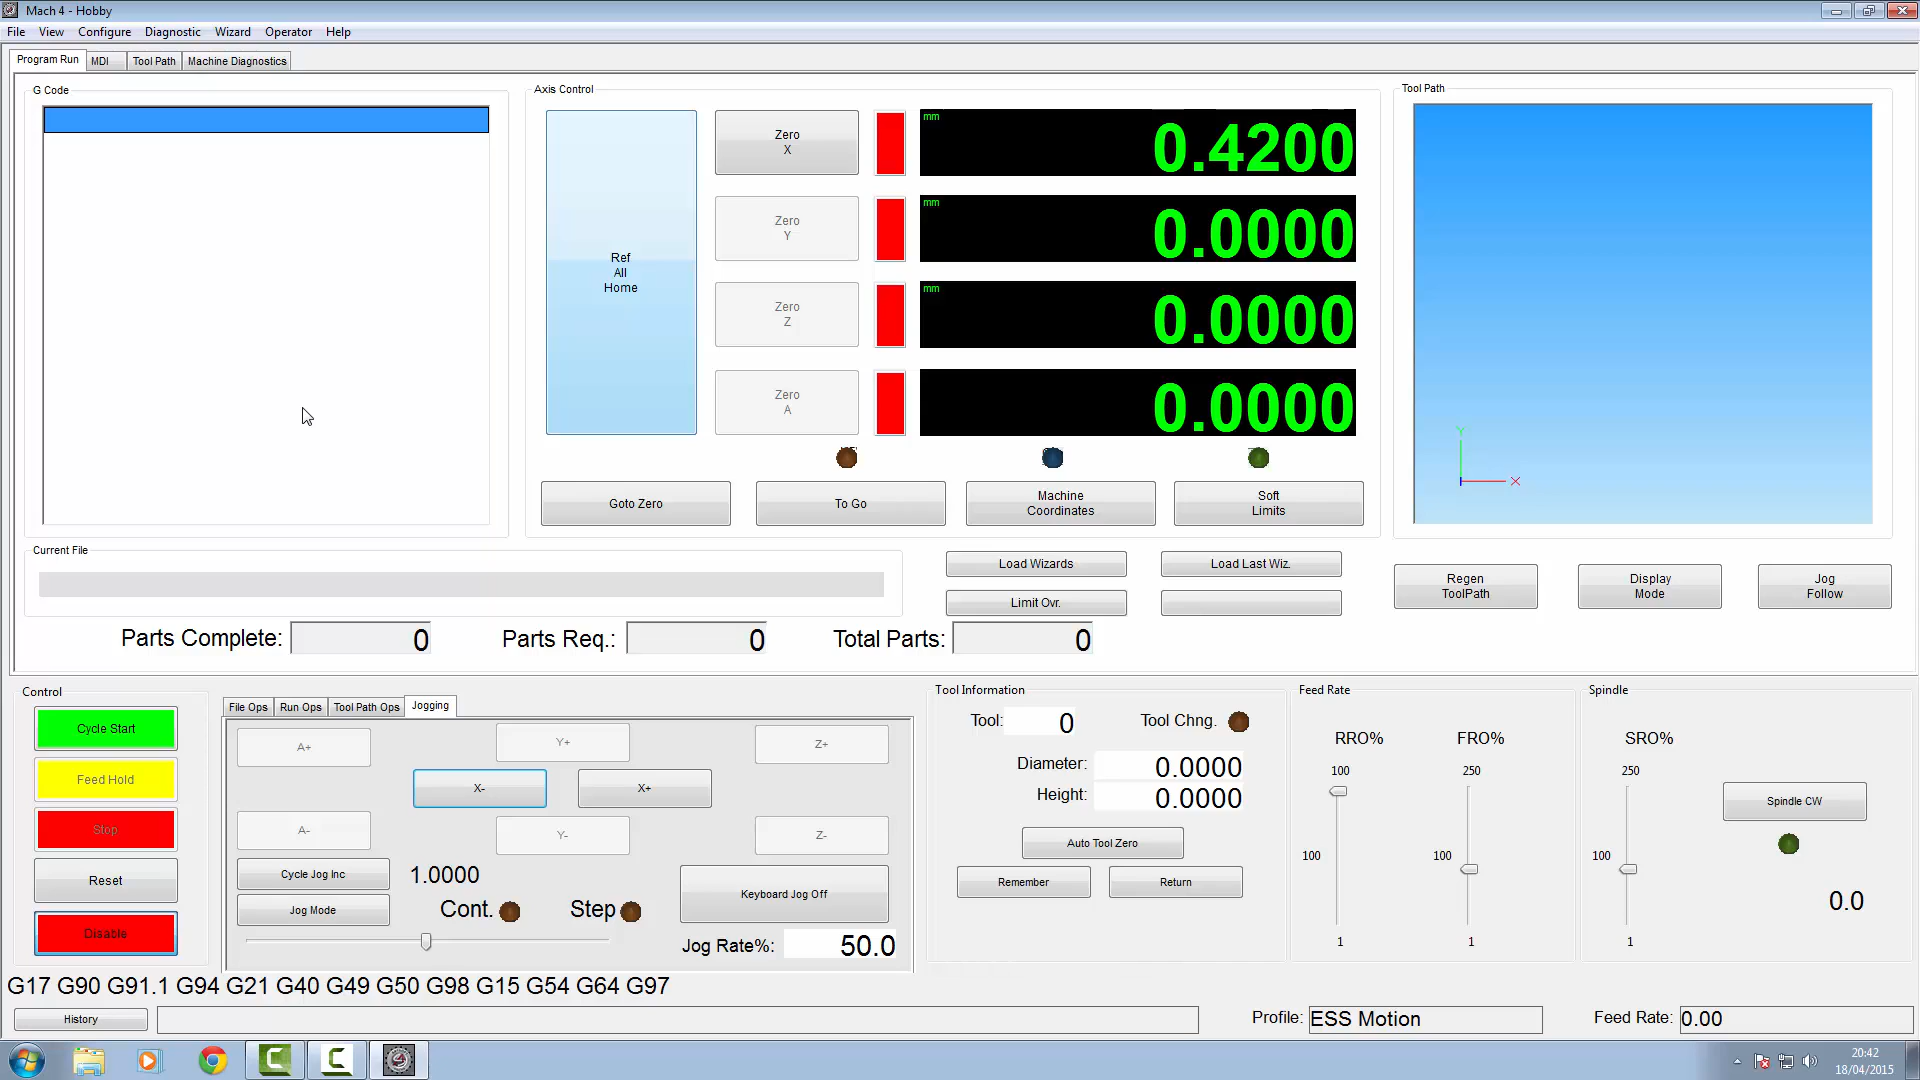 Mach 4 - Hobby
File View Configure Diagnostic Wizard Operator Help
Program Run MDI Tool Path Machine Diagnostics
G Code
Axis Control
Tool Path
Ref
All
Home
Zero
X
mm
0.4200
Zero
Y
mm
0.0000
Zero
Z
mm
0.0000
Zero
A
0.0000
Y
X
Goto Zero
To Go
Machine
Coordinates
Soft
Limits
Current File
Load Wizards
Load Last Wiz.
Limit Ovr.
Regen
ToolPath
Display
Mode
Jog
Follow
Parts Complete: 0
Parts Req.: 0
Total Parts: 0
Control
Cycle Start
Feed Hold
Stop
Reset
Disable
File Ops Run Ops Tool Path Ops Jogging
A+
Y+
Z+
X-
X+
A-
Y-
Z-
Cycle Jog Inc
1.0000
Jog Mode
Cont.
Step
Keyboard Jog Off
Jog Rate%: 50.0
Tool Information
Tool: 0
Tool Chng.
Diameter: 0.0000
Height: 0.0000
Auto Tool Zero
Remember
Return
Feed Rate
RRO%
FRO%
100
250
100
100
1
1
Spindle
SRO%
250
100
1
Spindle CW
0.0
G17 G90 G91.1 G94 G21 G40 G49 G50 G98 G15 G54 G64 G97
History
Profile: ESS Motion
Feed Rate: 0.00
20:42
18/04/2015